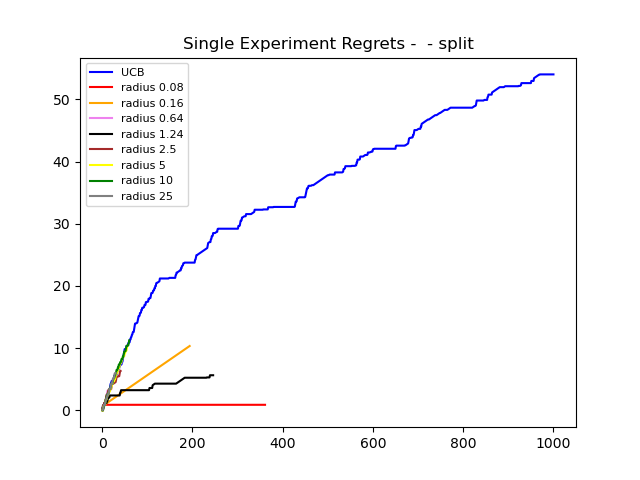 Single Experiment Regrets -  - split
UCB
radius 0.08
radius 0.16
radius 0.64
radius 1.24
radius 2.5
radius 5
radius 10
radius 25
50
40
30
20
10
0
0 200 400 600 800 1000